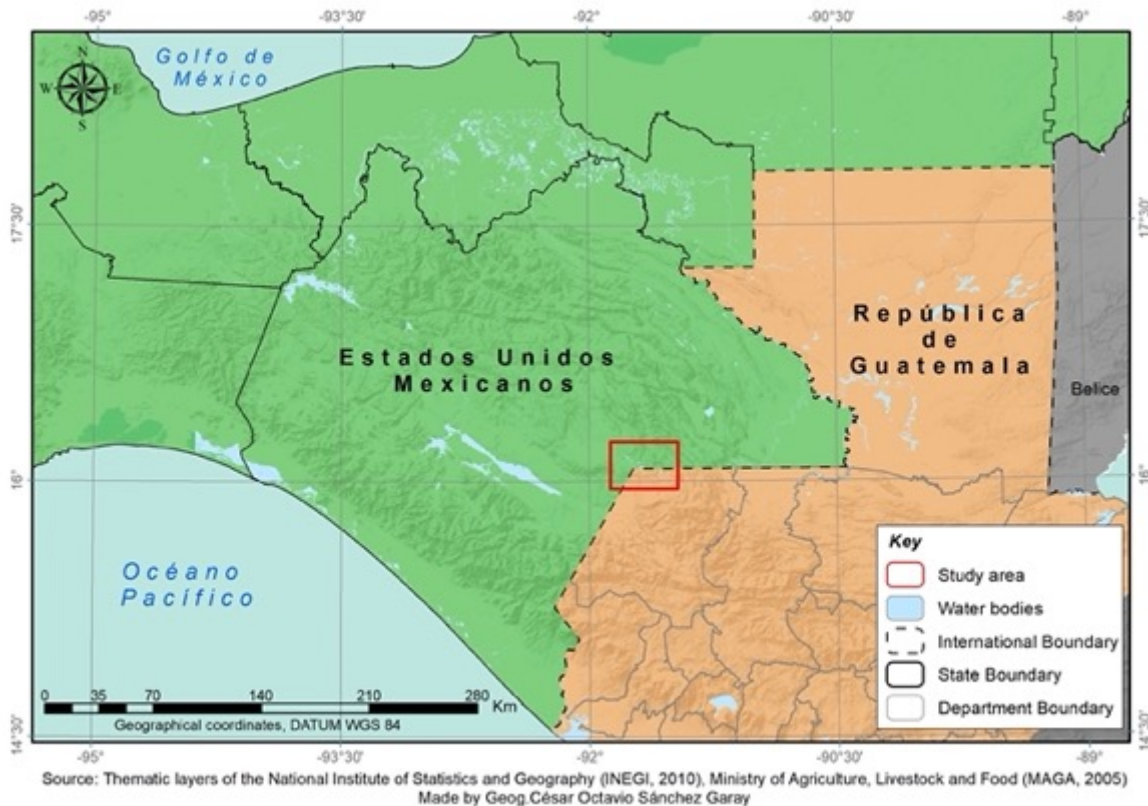 -95°
-93°30'
-92°
-90°30'
-89°
Golfo de
México
N
W
E
S
17°30'
17°30'
República
de
Guatemala
Estados Unidos
Mexicanos
Belice
16°
16°
Océano
Pacífico
Key
Study area
Water bodies
International Boundary
State Boundary
Department Boundary
0 35 70 140 210 280
Km
Geographical coordinates, DATUM WGS 84
14°30'
14°30'
-95°
-93°30'
-92°
-90°30'
-89°
Source: Thematic layers of the National Institute of Statistics and Geography (INEGI, 2010), Ministry of Agriculture, Livestock and Food (MAGA, 2005)
Made by Geog.César Octavio Sánchez Garay